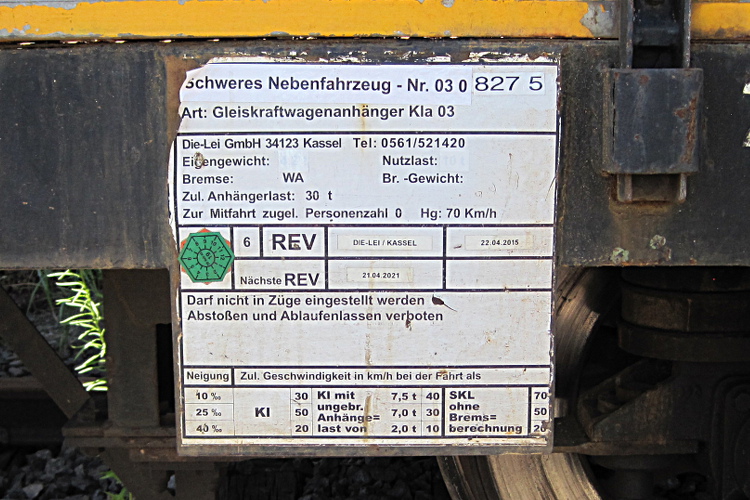 Schweres Nebenfahrzeug - Nr. 03 0 827 5
Art: Gleiskraftwagenanhänger Kla 03
Die-Lei GmbH 34123 Kassel Tel: 0561/521420
Eigengewicht: Nutzlast:
Bremse: WA Br. -Gewicht:
Zul. Anhängerlast: 30 t
Zur Mitfahrt zugel. Personenzahl 0 Hg: 70 Km/h
6 REV DIE-LEI / KASSEL 22.04.2015
Nächste REV 21.04.2021
Darf nicht in Züge eingestellt werden
Abstoßen und Ablaufenlassen verboten
Neigung Zul. Geschwindigkeit in km/h bei der Fahrt als
10 ‰ 30 Kl mit 7,5 t 40 SKL 70
25 ‰ Kl 50 ungebr. Anhänge= 7,0 t 30 ohne Brems= 50
40 ‰ 20 last von 2,0 t 10 berechnung 20